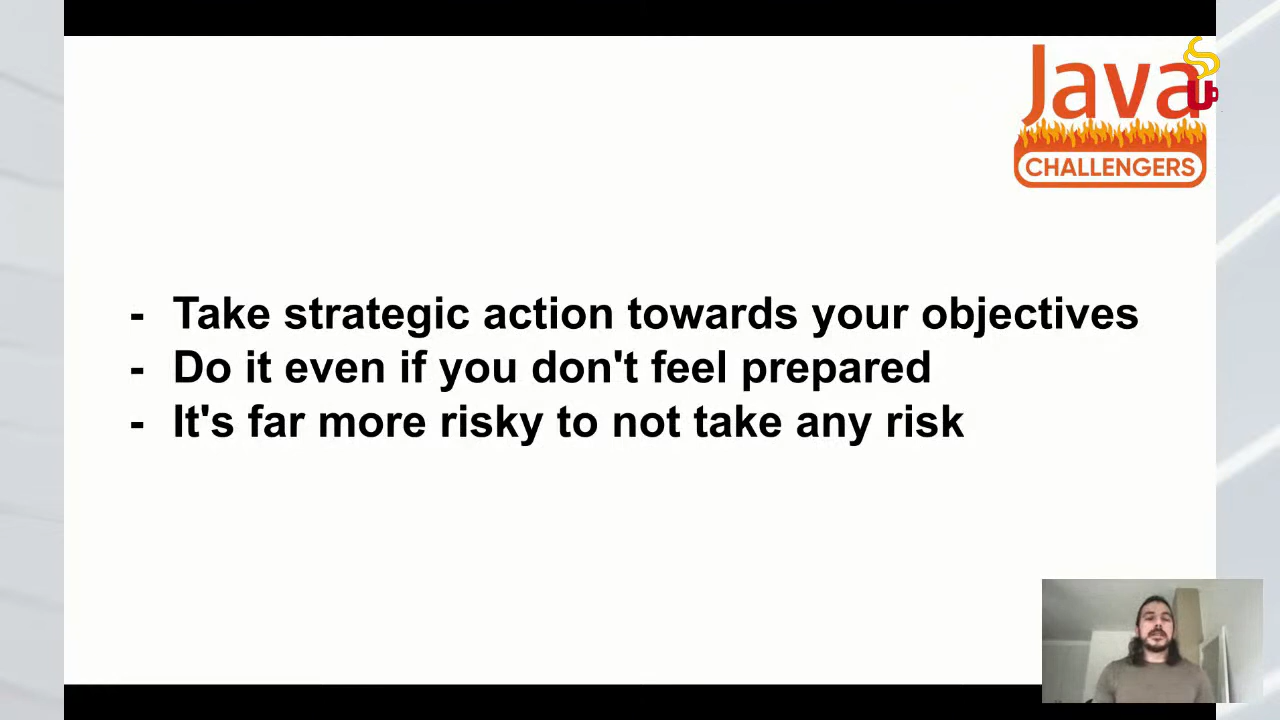 Java
CHALLENGERS
- Take strategic action towards your objectives
- Do it even if you don't feel prepared
- It's far more risky to not take any risk